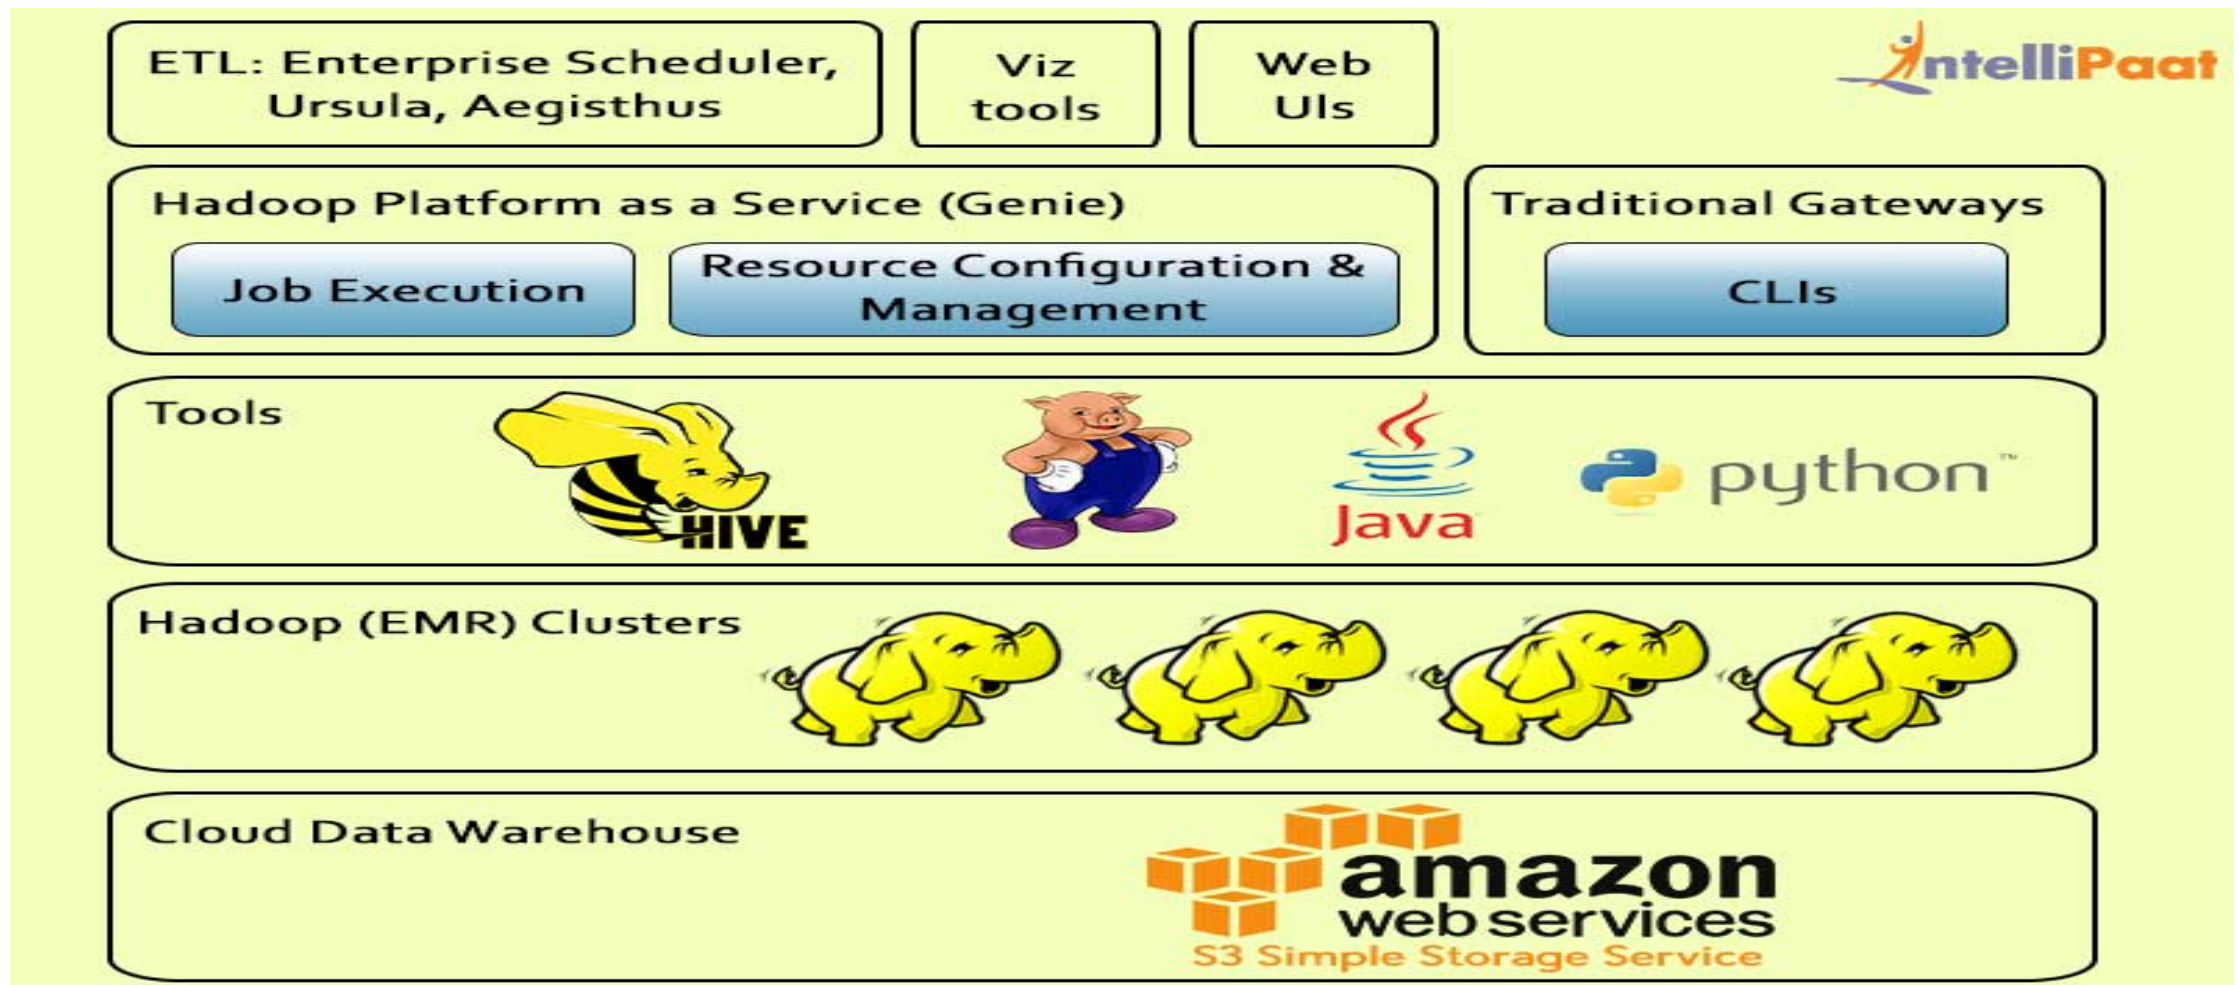 ETL: Enterprise Scheduler,
Ursula, Aegisthus
Viz
tools
Web
UIs
IntelliPaat
Hadoop Platform as a Service (Genie)
Job Execution
Resource Configuration &
Management
Traditional Gateways
CLIs
Tools
HIVE
Java
python™
Hadoop (EMR) Clusters
Cloud Data Warehouse
amazon
web services
S3 Simple Storage Service